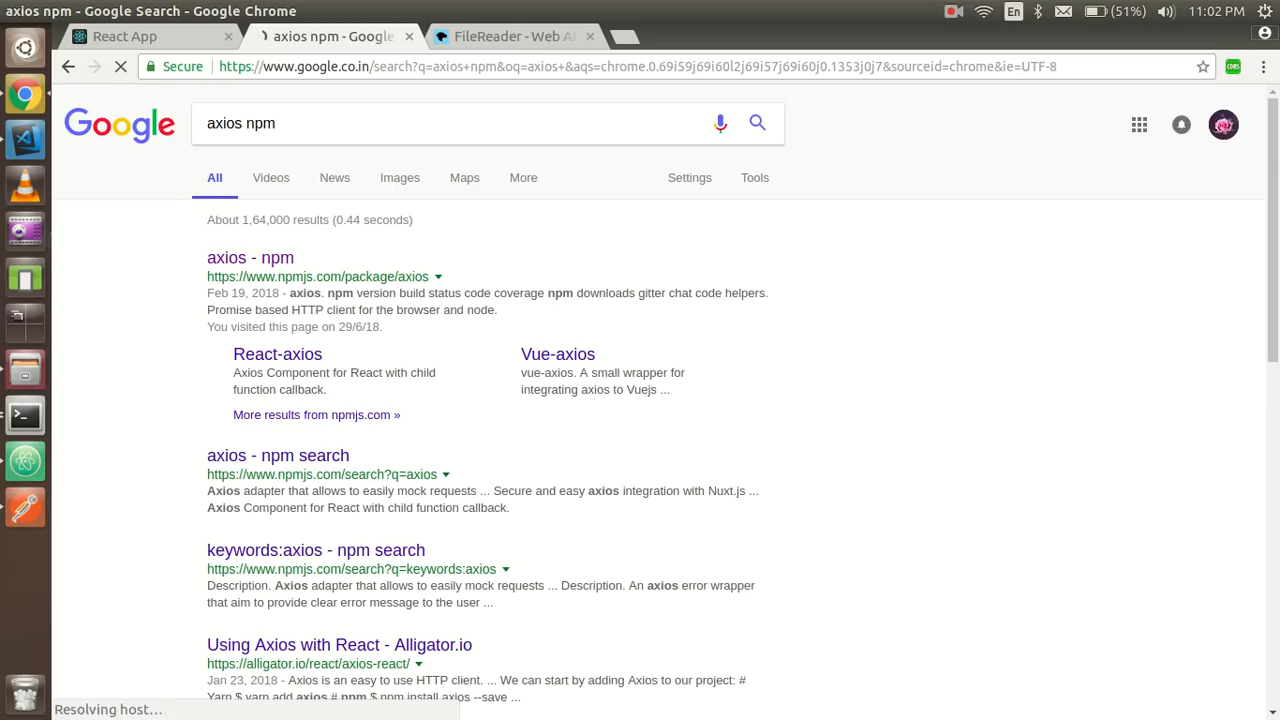 axios npm - Google Search - Google Chrome
En
(51%)
11:02 PM
React App
axios npm - Google
FileReader - Web A
Secure
https://www.google.co.in/search?q=axios+npm&oq=axios+&aqs=chrome.0.69i59j69i60l2j69i57j69i60j0.1353j0j7&sourceid=chrome&ie=UTF-8
CORS
Google
axios npm
All
Videos
News
Images
Maps
More
Settings
Tools
About 1,64,000 results (0.44 seconds)
axios - npm
https://www.npmjs.com/package/axios
Feb 19, 2018 - axios. npm version build status code coverage npm downloads gitter chat code helpers.
Promise based HTTP client for the browser and node.
You visited this page on 29/6/18.
React-axios
Axios Component for React with child
function callback.
Vue-axios
vue-axios. A small wrapper for
integrating axios to Vuejs ...
More results from npmjs.com »
axios - npm search
https://www.npmjs.com/search?q=axios
Axios adapter that allows to easily mock requests ... Secure and easy axios integration with Nuxt.js ...
Axios Component for React with child function callback.
keywords:axios - npm search
https://www.npmjs.com/search?q=keywords:axios
Description. Axios adapter that allows to easily mock requests ... Description. An axios error wrapper
that aim to provide clear error message to the user ...
Using Axios with React - Alligator.io
https://alligator.io/react/axios-react/
Jan 23, 2018 - Axios is an easy to use HTTP client. ... We can start by adding Axios to our project: #
Yarn $ yarn add axios # npm $ npm install axios --save ...
Resolving host…